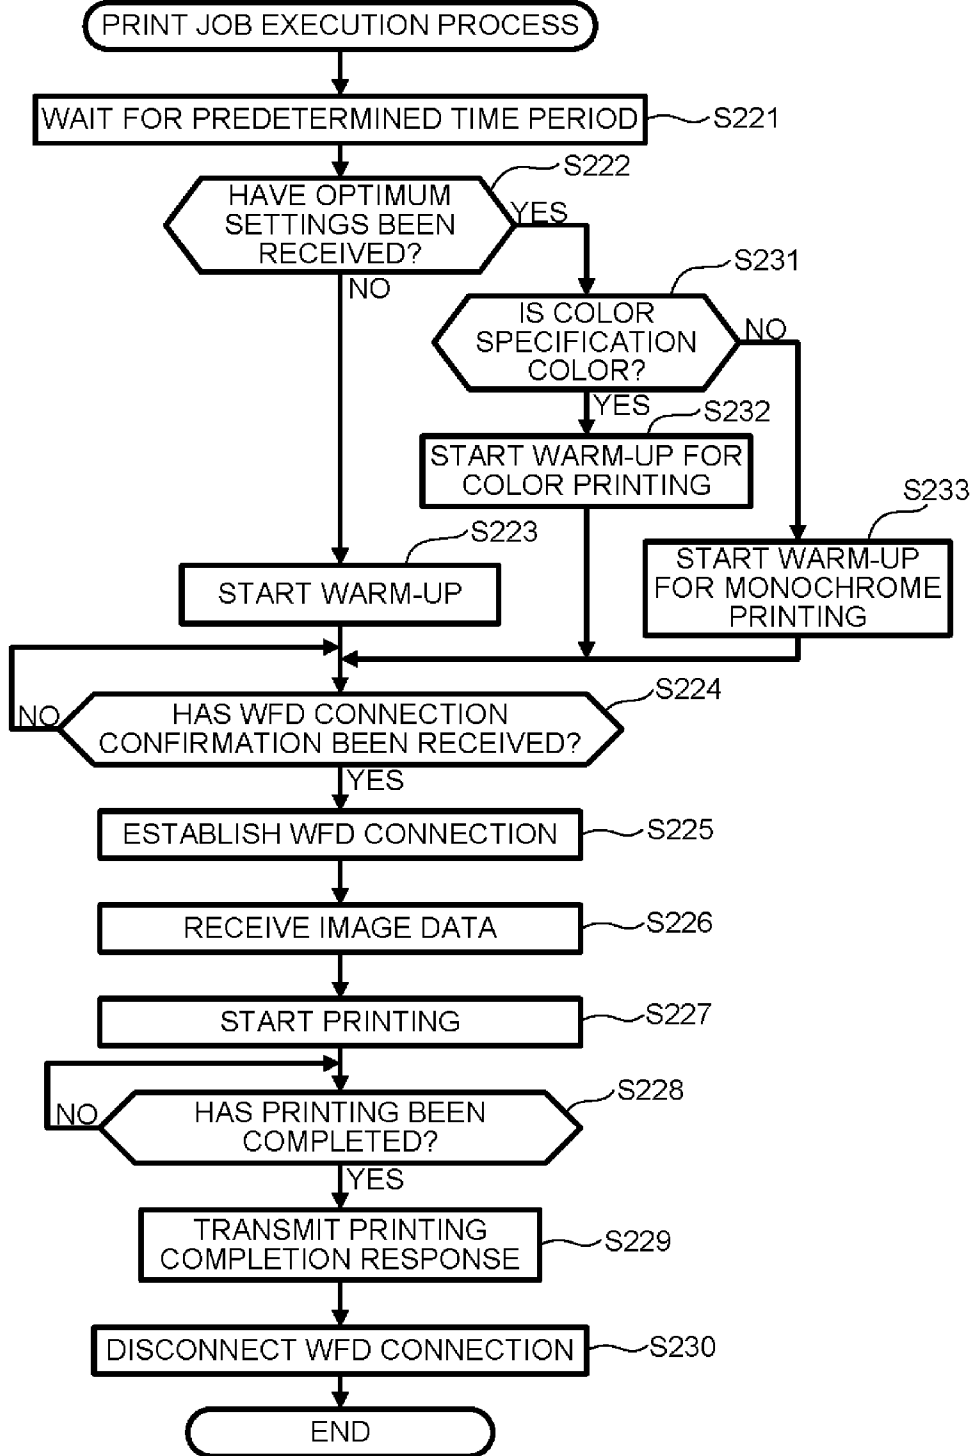 PRINT JOB EXECUTION PROCESS
WAIT FOR PREDETERMINED TIME PERIOD
S221
S222
HAVE OPTIMUM
SETTINGS BEEN
RECEIVED?
YES
NO
S231
IS COLOR
SPECIFICATION
COLOR?
NO
YES
S232
START WARM-UP FOR
COLOR PRINTING
S233
START WARM-UP
FOR MONOCHROME
PRINTING
S223
START WARM-UP
S224
HAS WFD CONNECTION
CONFIRMATION BEEN RECEIVED?
NO
YES
ESTABLISH WFD CONNECTION
S225
RECEIVE IMAGE DATA
S226
START PRINTING
S227
S228
HAS PRINTING BEEN
COMPLETED?
NO
YES
TRANSMIT PRINTING
COMPLETION RESPONSE
S229
DISCONNECT WFD CONNECTION
S230
END